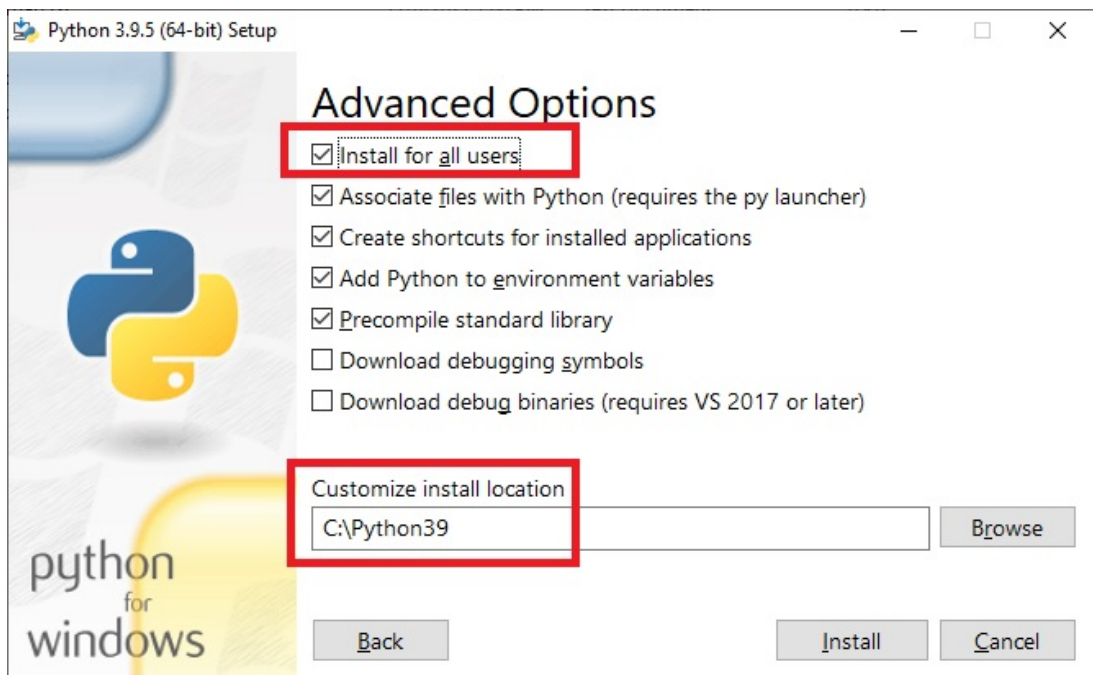 Python 3.9.5 (64-bit) Setup
Advanced Options
Install for all users
Associate files with Python (requires the py launcher)
Create shortcuts for installed applications
Add Python to environment variables
Precompile standard library
Download debugging symbols
Download debug binaries (requires VS 2017 or later)
Customize install location
C:\Python39
Browse
python
for
windows
Back
Install
Cancel